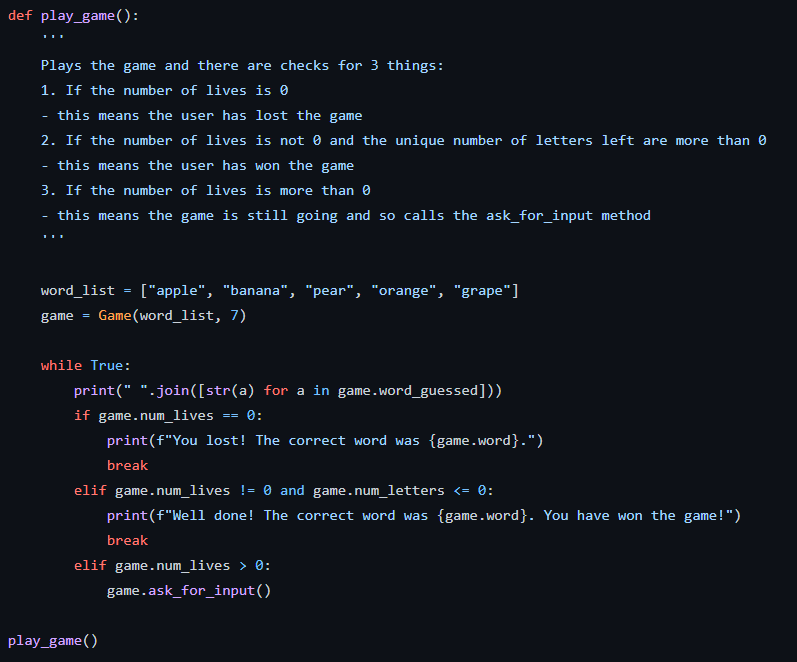 def play_game():
    '''
    Plays the game and there are checks for 3 things:
    1. If the number of lives is 0
    - this means the user has lost the game
    2. If the number of lives is not 0 and the unique number of letters left are more than 0
    - this means the user has won the game
    3. If the number of lives is more than 0
    - this means the game is still going and so calls the ask_for_input method
    '''
    word_list = ["apple", "banana", "pear", "orange", "grape"]
    game = Game(word_list, 7)
    while True:
        print(" ".join([str(a) for a in game.word_guessed]))
        if game.num_lives == 0:
            print(f"You lost! The correct word was {game.word}.")
            break
        elif game.num_lives != 0 and game.num_letters <= 0:
            print(f"Well done! The correct word was {game.word}. You have won the game!")
            break
        elif game.num_lives > 0:
            game.ask_for_input()
play_game()